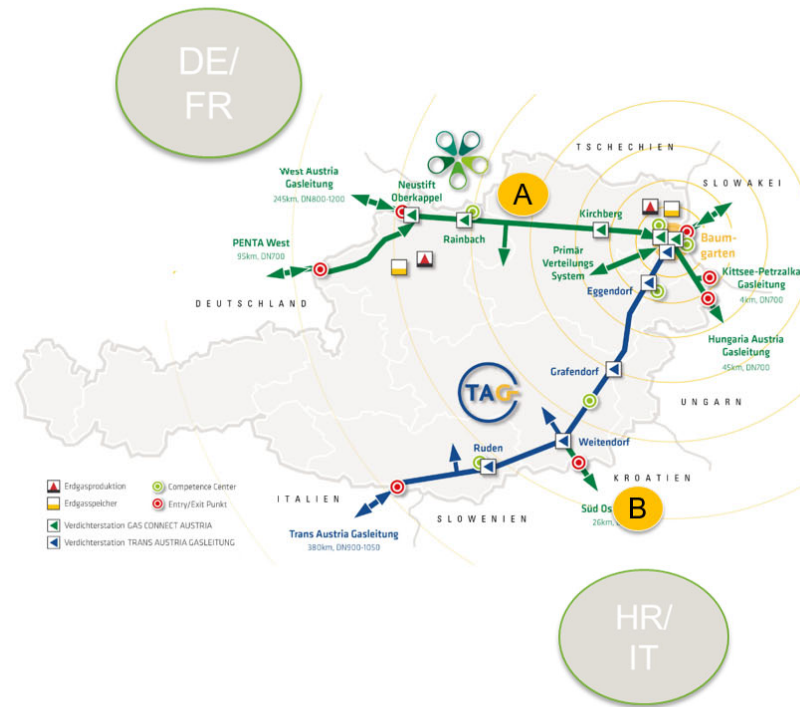 DE/
FR
TSCHECHIEN
SLOWAKEI
West Austria
Gasleitung
245km, DN800-1200
Neustift
Oberkappel
A
Rainbach
Kirchberg
Baum-
garten
PENTA West
95km, DN700
Primär
Verteilungs
System
Kittsee-Petrzalka
Gasleitung
4km, DN700
Eggendorf
DEUTSCHLAND
Hungaria Austria
Gasleitung
45km, DN700
Grafendorf
TAG
UNGARN
Ruden
Weitendorf
KROATIEN
Erdgasproduktion
Competence Center
Erdgasspeicher
Entry/Exit Punkt
Verdichterstation GAS CONNECT AUSTRIA
Verdichterstation TRANS AUSTRIA GASLEITUNG
ITALIEN
SLOWENIEN
Trans Austria Gasleitung
380km, DN900-1050
Süd
B
26km,
HR/
IT